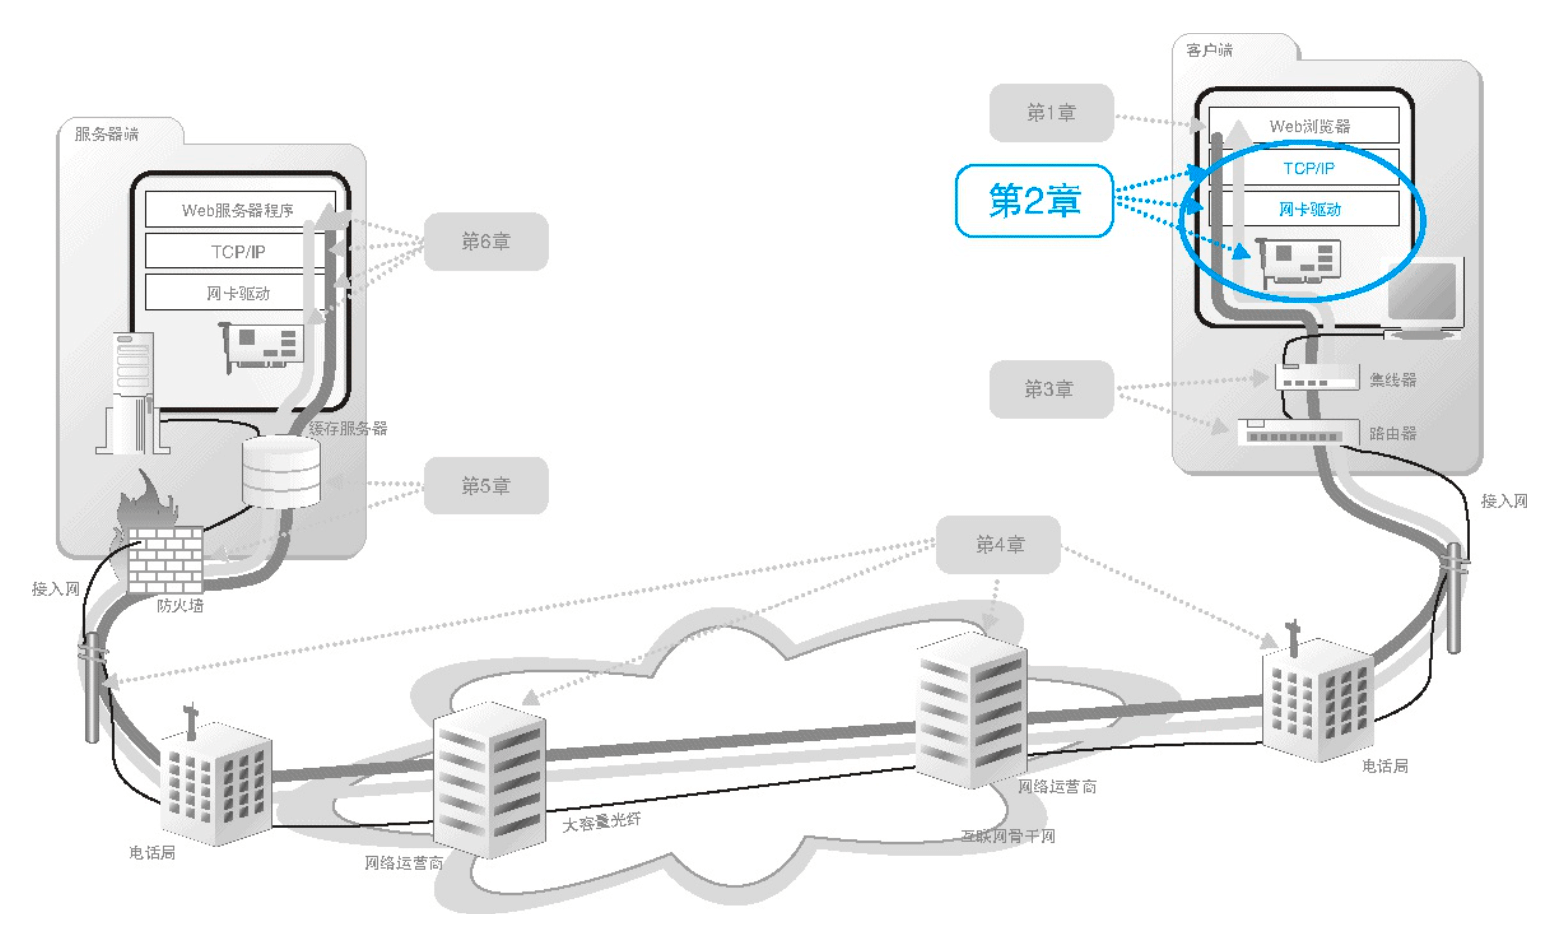 客户端
第1章
Web浏览器
服务器端
TCP/IP
第2章
网卡驱动
Web服务器程序
第6章
TCP/IP
网卡驱动
第3章
集线器
缓存服务器
路由器
第5章
接入网
第4章
接入网
防火墙
电话局
网络运营商
大容量光纤
互联网骨干网
电话局
网络运营商